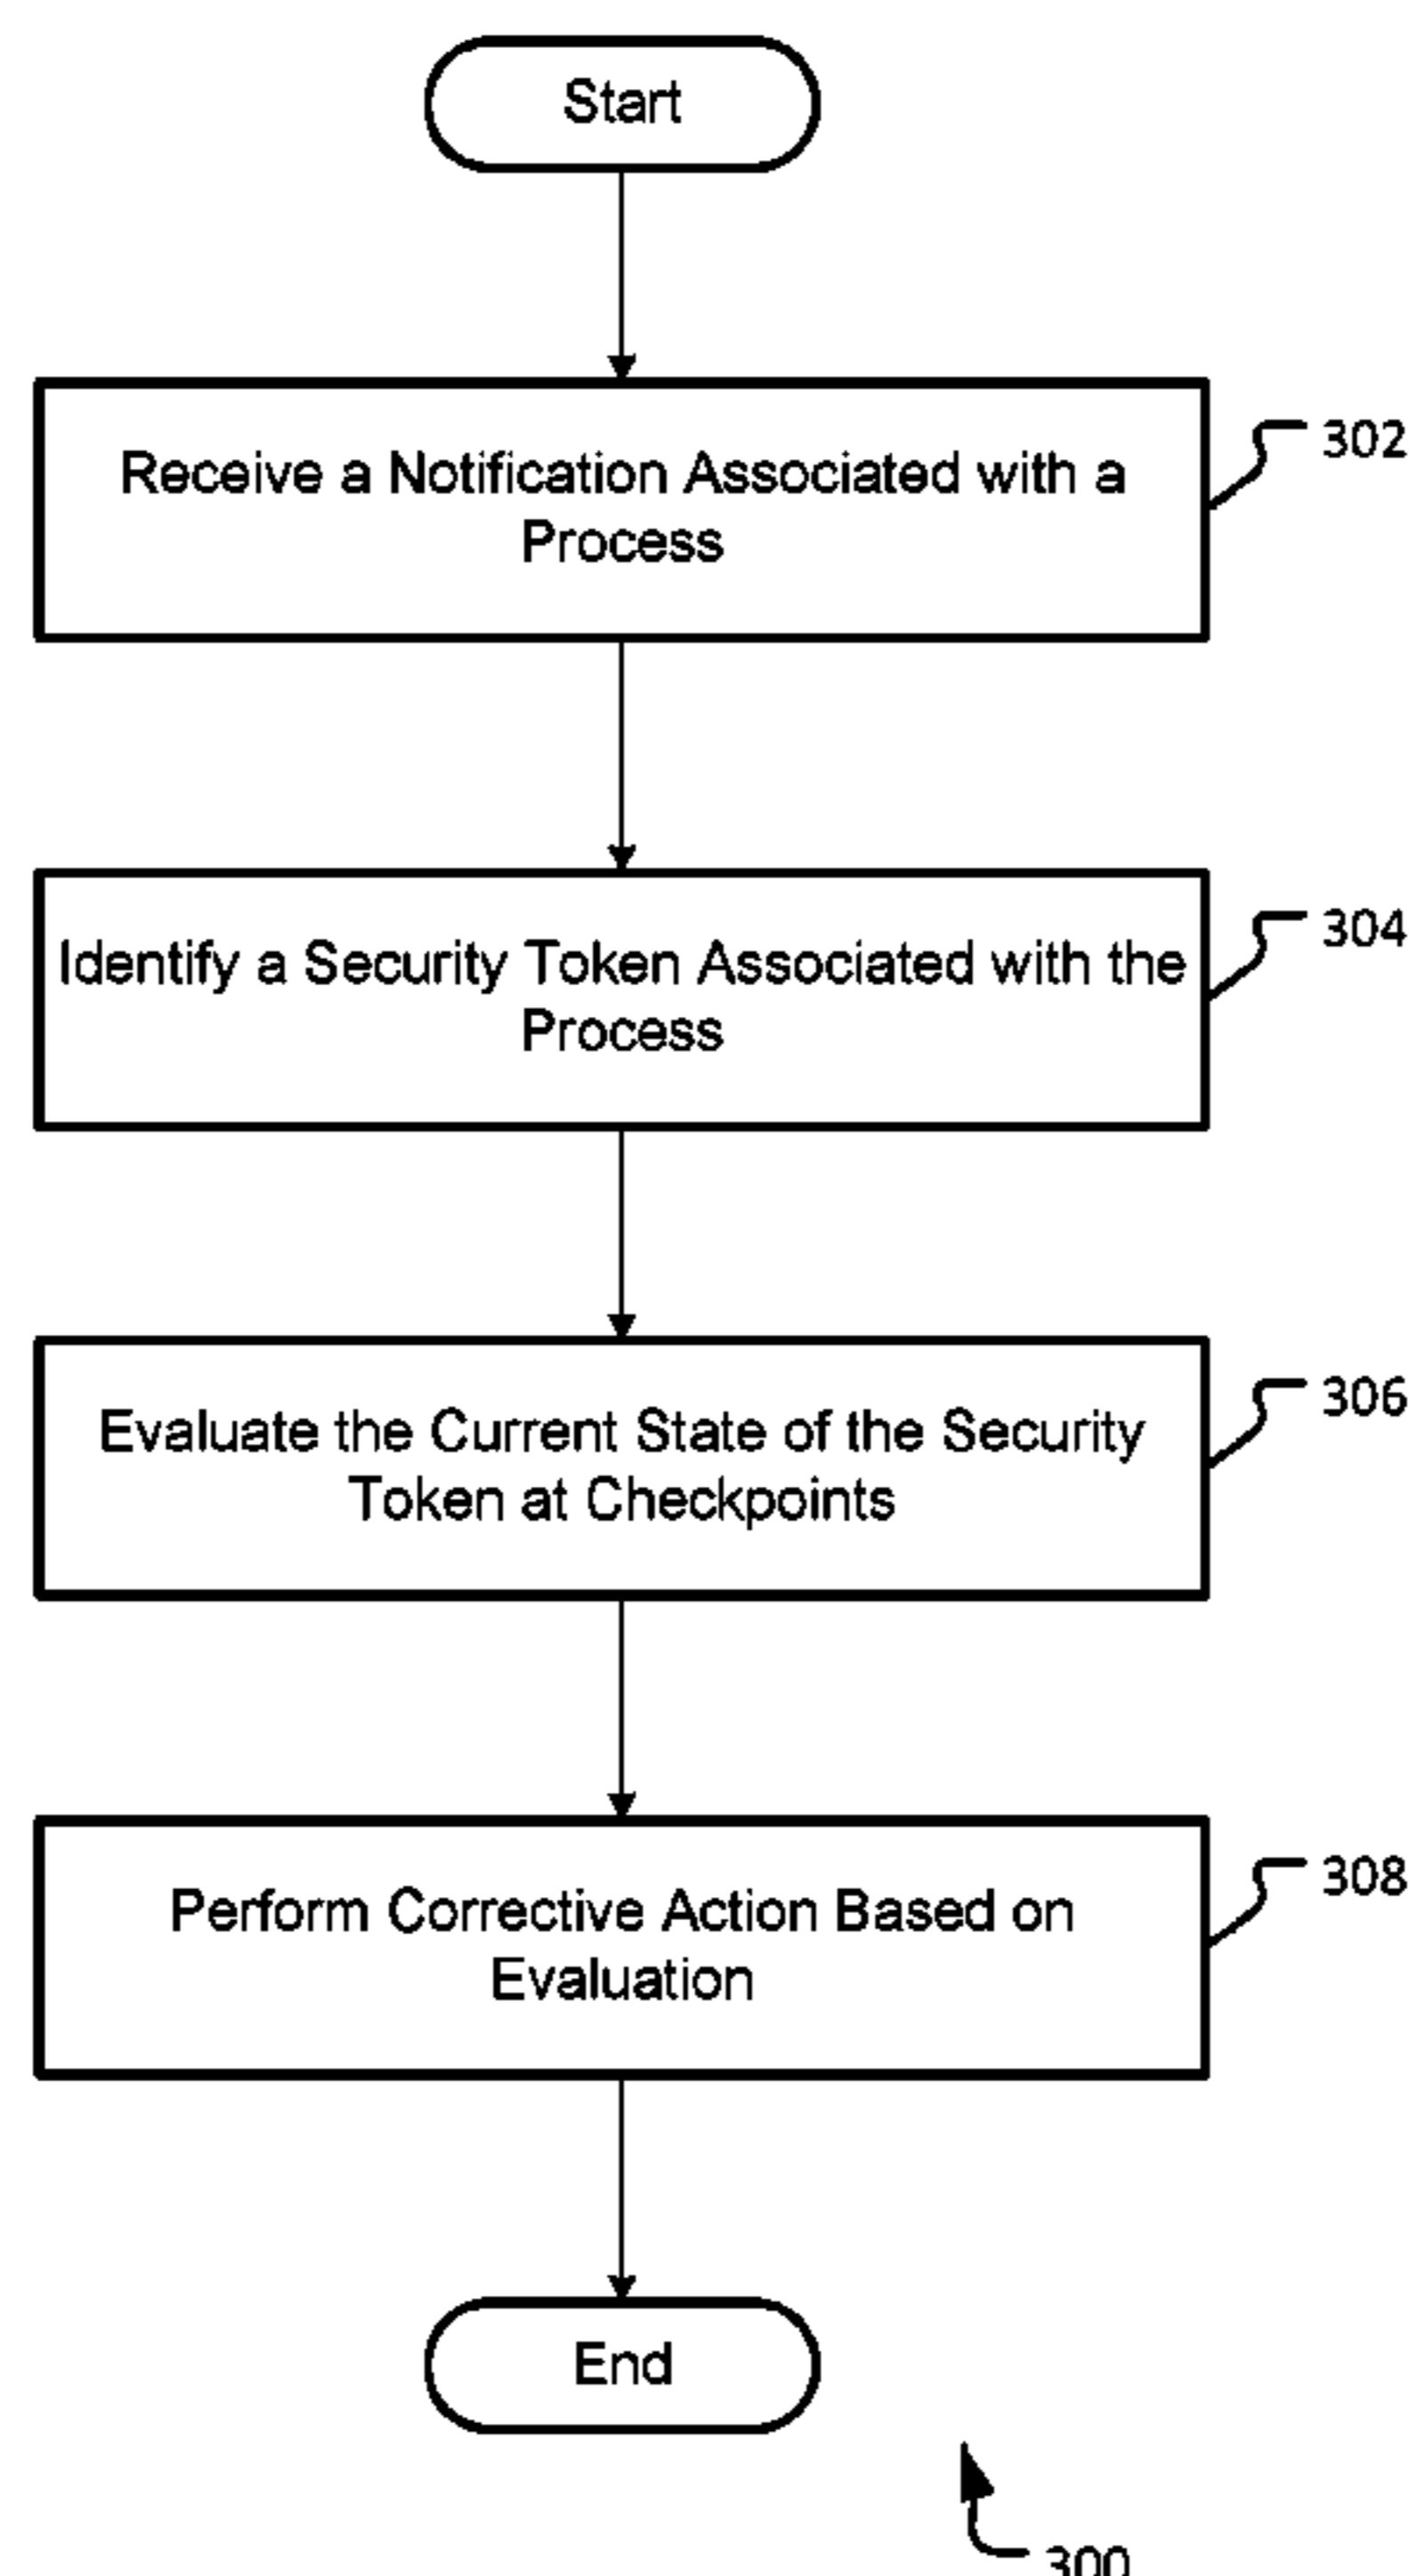 Start
Receive a Notification Associated with a
Process
302
Identify a Security Token Associated with the
Process
304
Evaluate the Current State of the Security
Token at Checkpoints
306
Perform Corrective Action Based on
Evaluation
308
End
300